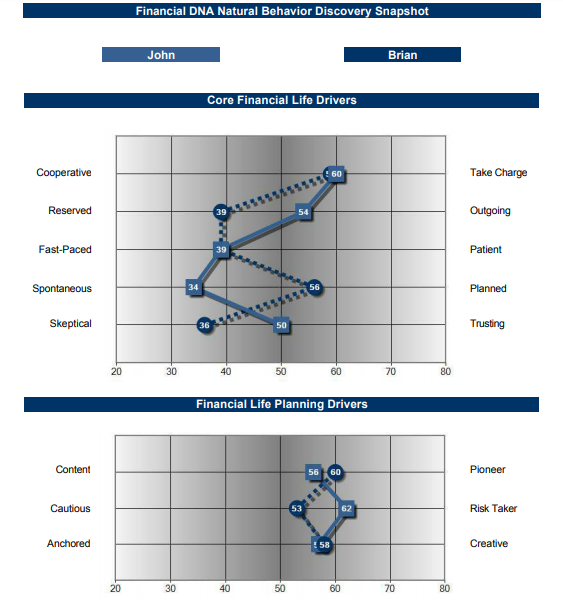 Financial DNA Natural Behavior Discovery Snapshot
John Brian
Core Financial Life Drivers
Cooperative 60 Take Charge
Reserved 39 54 Outgoing
Fast-Paced 39 Patient
Spontaneous 34 56 Planned
Skeptical 36 50 Trusting
20 30 40 50 60 70 80
Financial Life Planning Drivers
Content 56 60 Pioneer
Cautious 53 62 Risk Taker
Anchored 58 Creative
20 30 40 50 60 70 80